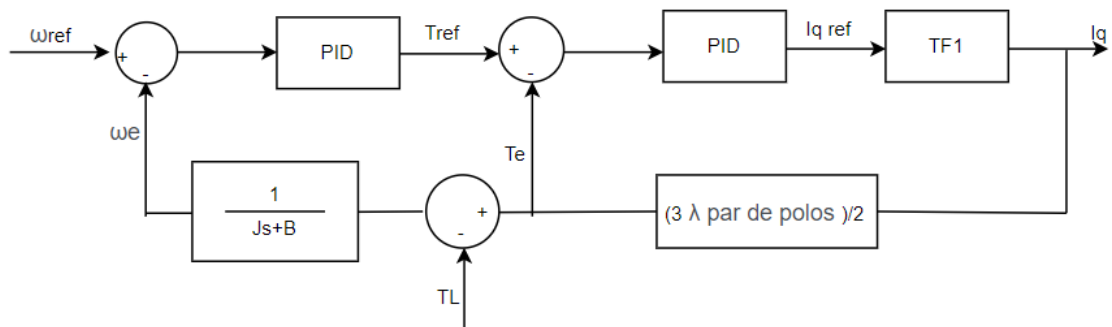 ωref
+
-
PID
Tref
+
-
PID
Iq ref
TF1
Iq
ωe
Te
1
Js+B
+
-
(3 λ par de polos )/2
TL